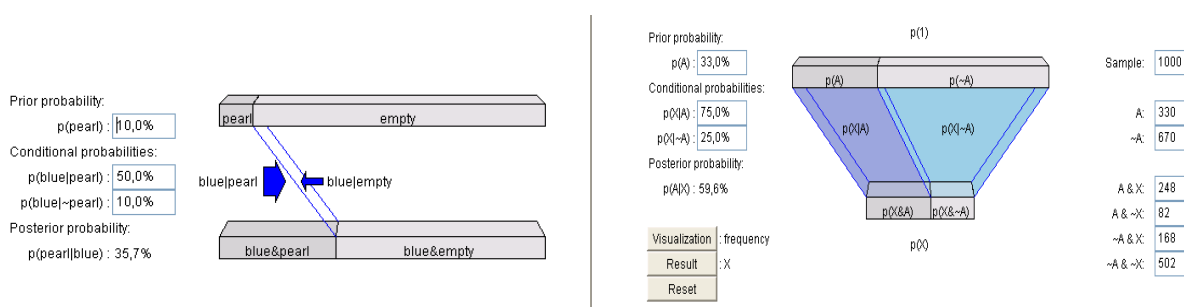 Prior probability:
p(pearl) : 10,0%
Conditional probabilities:
p(blue|pearl) : 50,0%
p(blue|~pearl) : 10,0%
Posterior probability:
p(pearl|blue) : 35,7%
pearl
empty
blue|pearl
blue|empty
blue&pearl
blue&empty
Prior probability:
p(A) : 33,0%
Conditional probabilities:
p(X|A) : 75,0%
p(X|~A) : 25,0%
Posterior probability:
p(A|X) : 59,6%
Visualization : frequency
Result : X
Reset
p(1)
p(A)
p(~A)
p(X|A)
p(X|~A)
p(X&A)
p(X&~A)
p(X)
Sample: 1000
A: 330
~A: 670
A & X: 248
A & ~X: 82
~A & X: 168
~A & ~X: 502